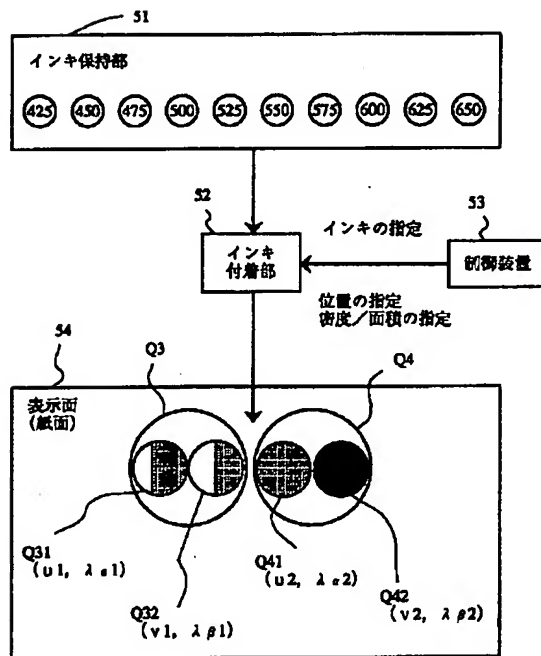 51
インキ保持部
425 450 475 500 525 550 575 600 625 650
52
インキ
付着部
インキの指定
53
制御装置
位置の指定
密度/面積の指定
54
表示面
(紙面)
Q3
Q4
Q31
(u1, λα1)
Q32
(v1, λβ1)
Q41
(u2, λα2)
Q42
(v2, λβ2)